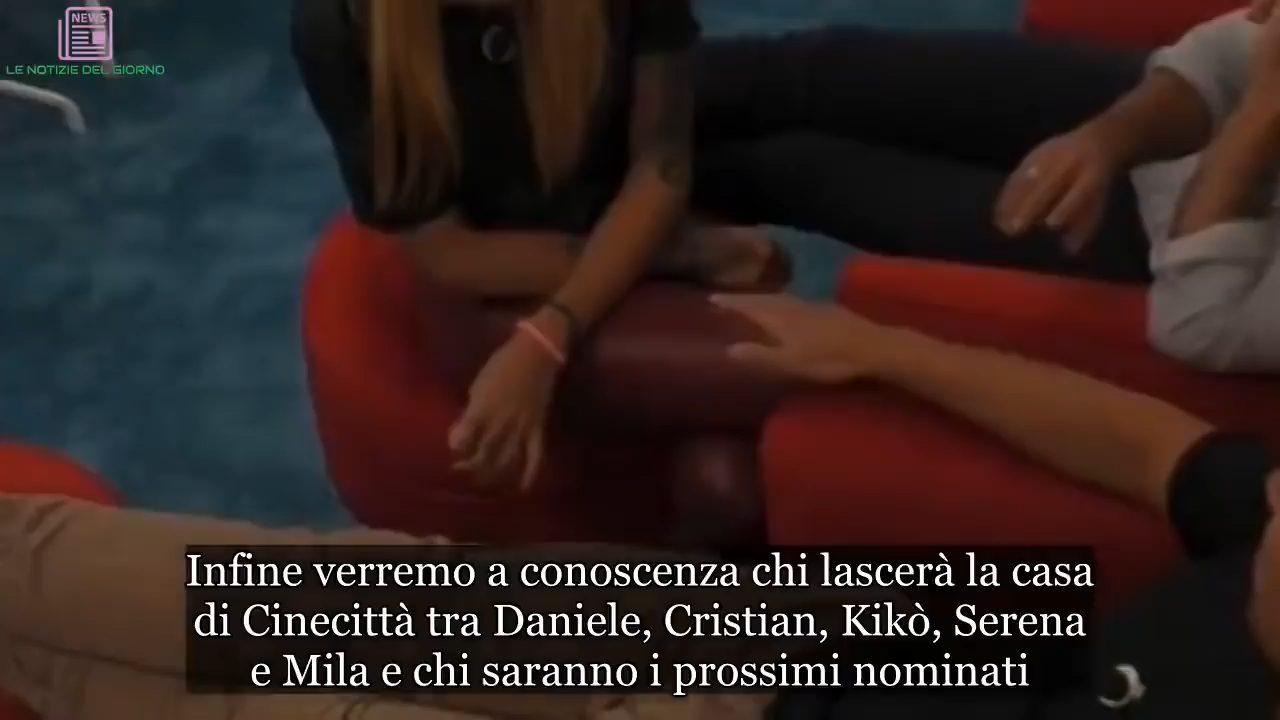 NEWS
LE NOTIZIE DEL GIORNO
Infine verremo a conoscenza chi lascerà la casa
di Cinecittà tra Daniele, Cristian, Kikò, Serena
e Mila e chi saranno i prossimi nominati